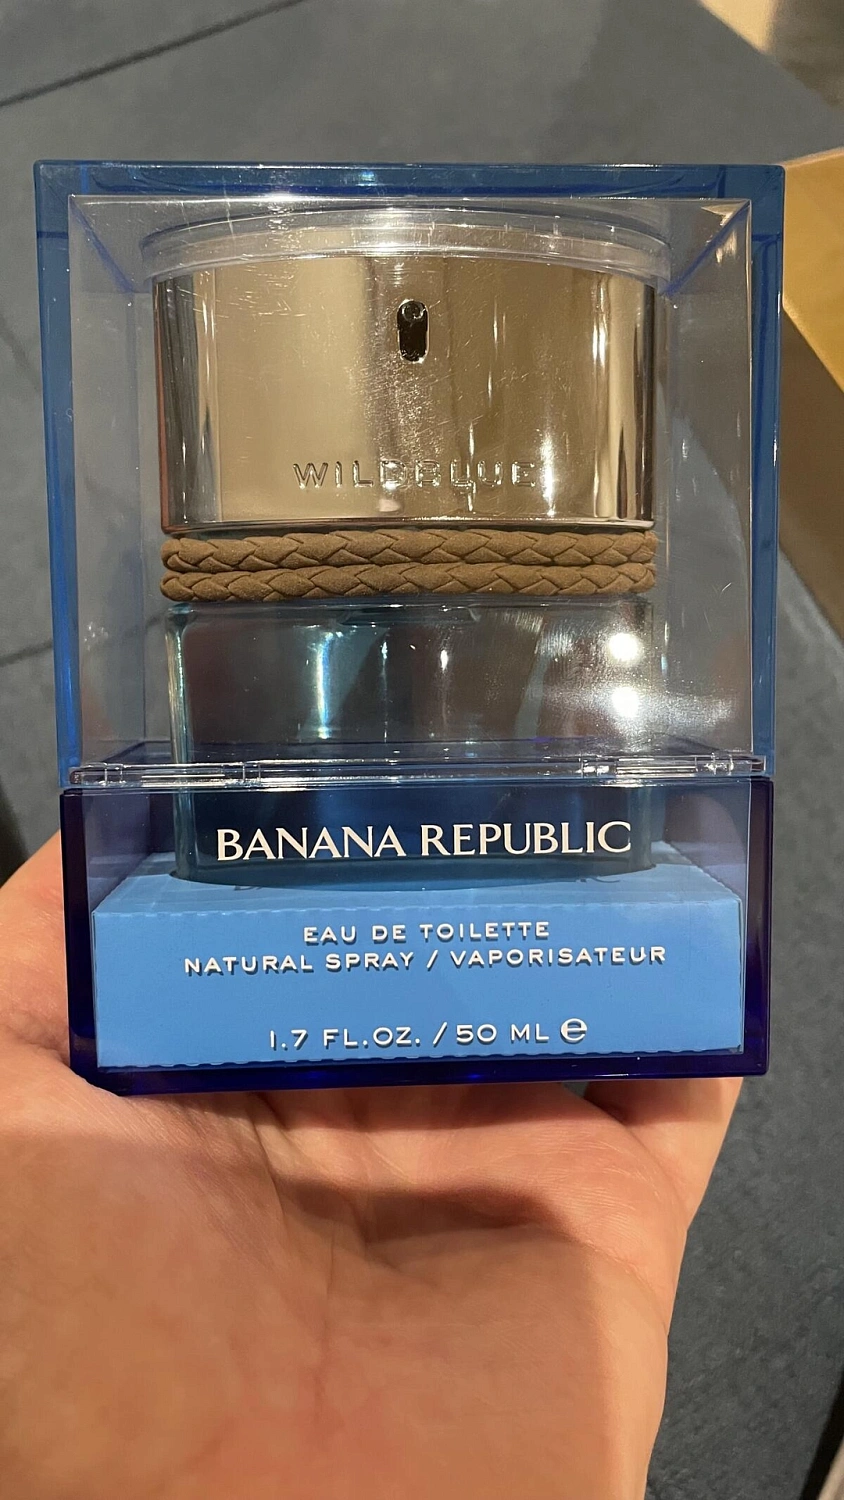 WILDBLUE
BANANA REPUBLIC
EAU DE TOILETTE
NATURAL SPRAY / VAPORISATEUR
1.7 FL.OZ. / 50 ML ℮